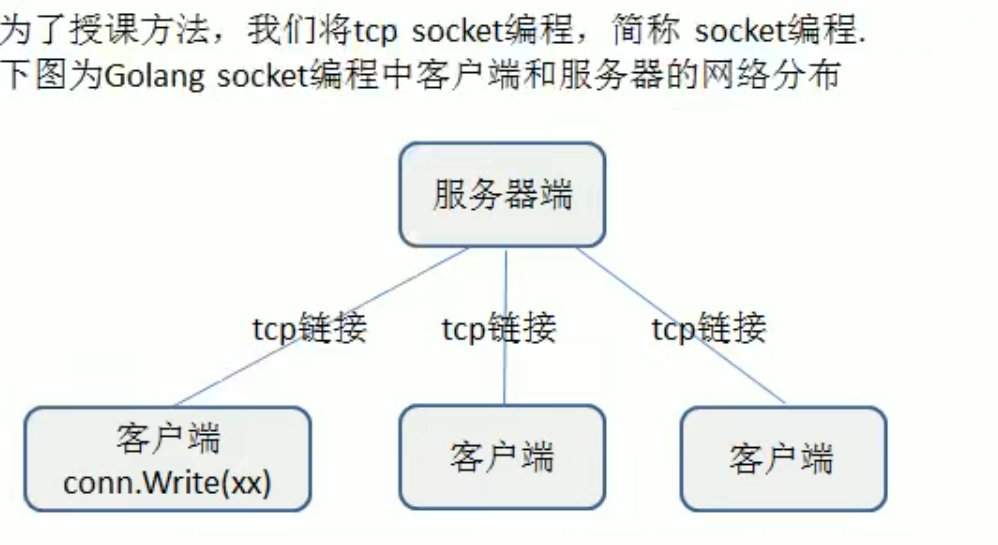 为了授课方法，我们将tcp socket编程，简称 socket编程.
下图为Golang socket编程中客户端和服务器的网络分布
服务器端
tcp链接
tcp链接
tcp链接
客户端
conn.Write(xx)
客户端
客户端